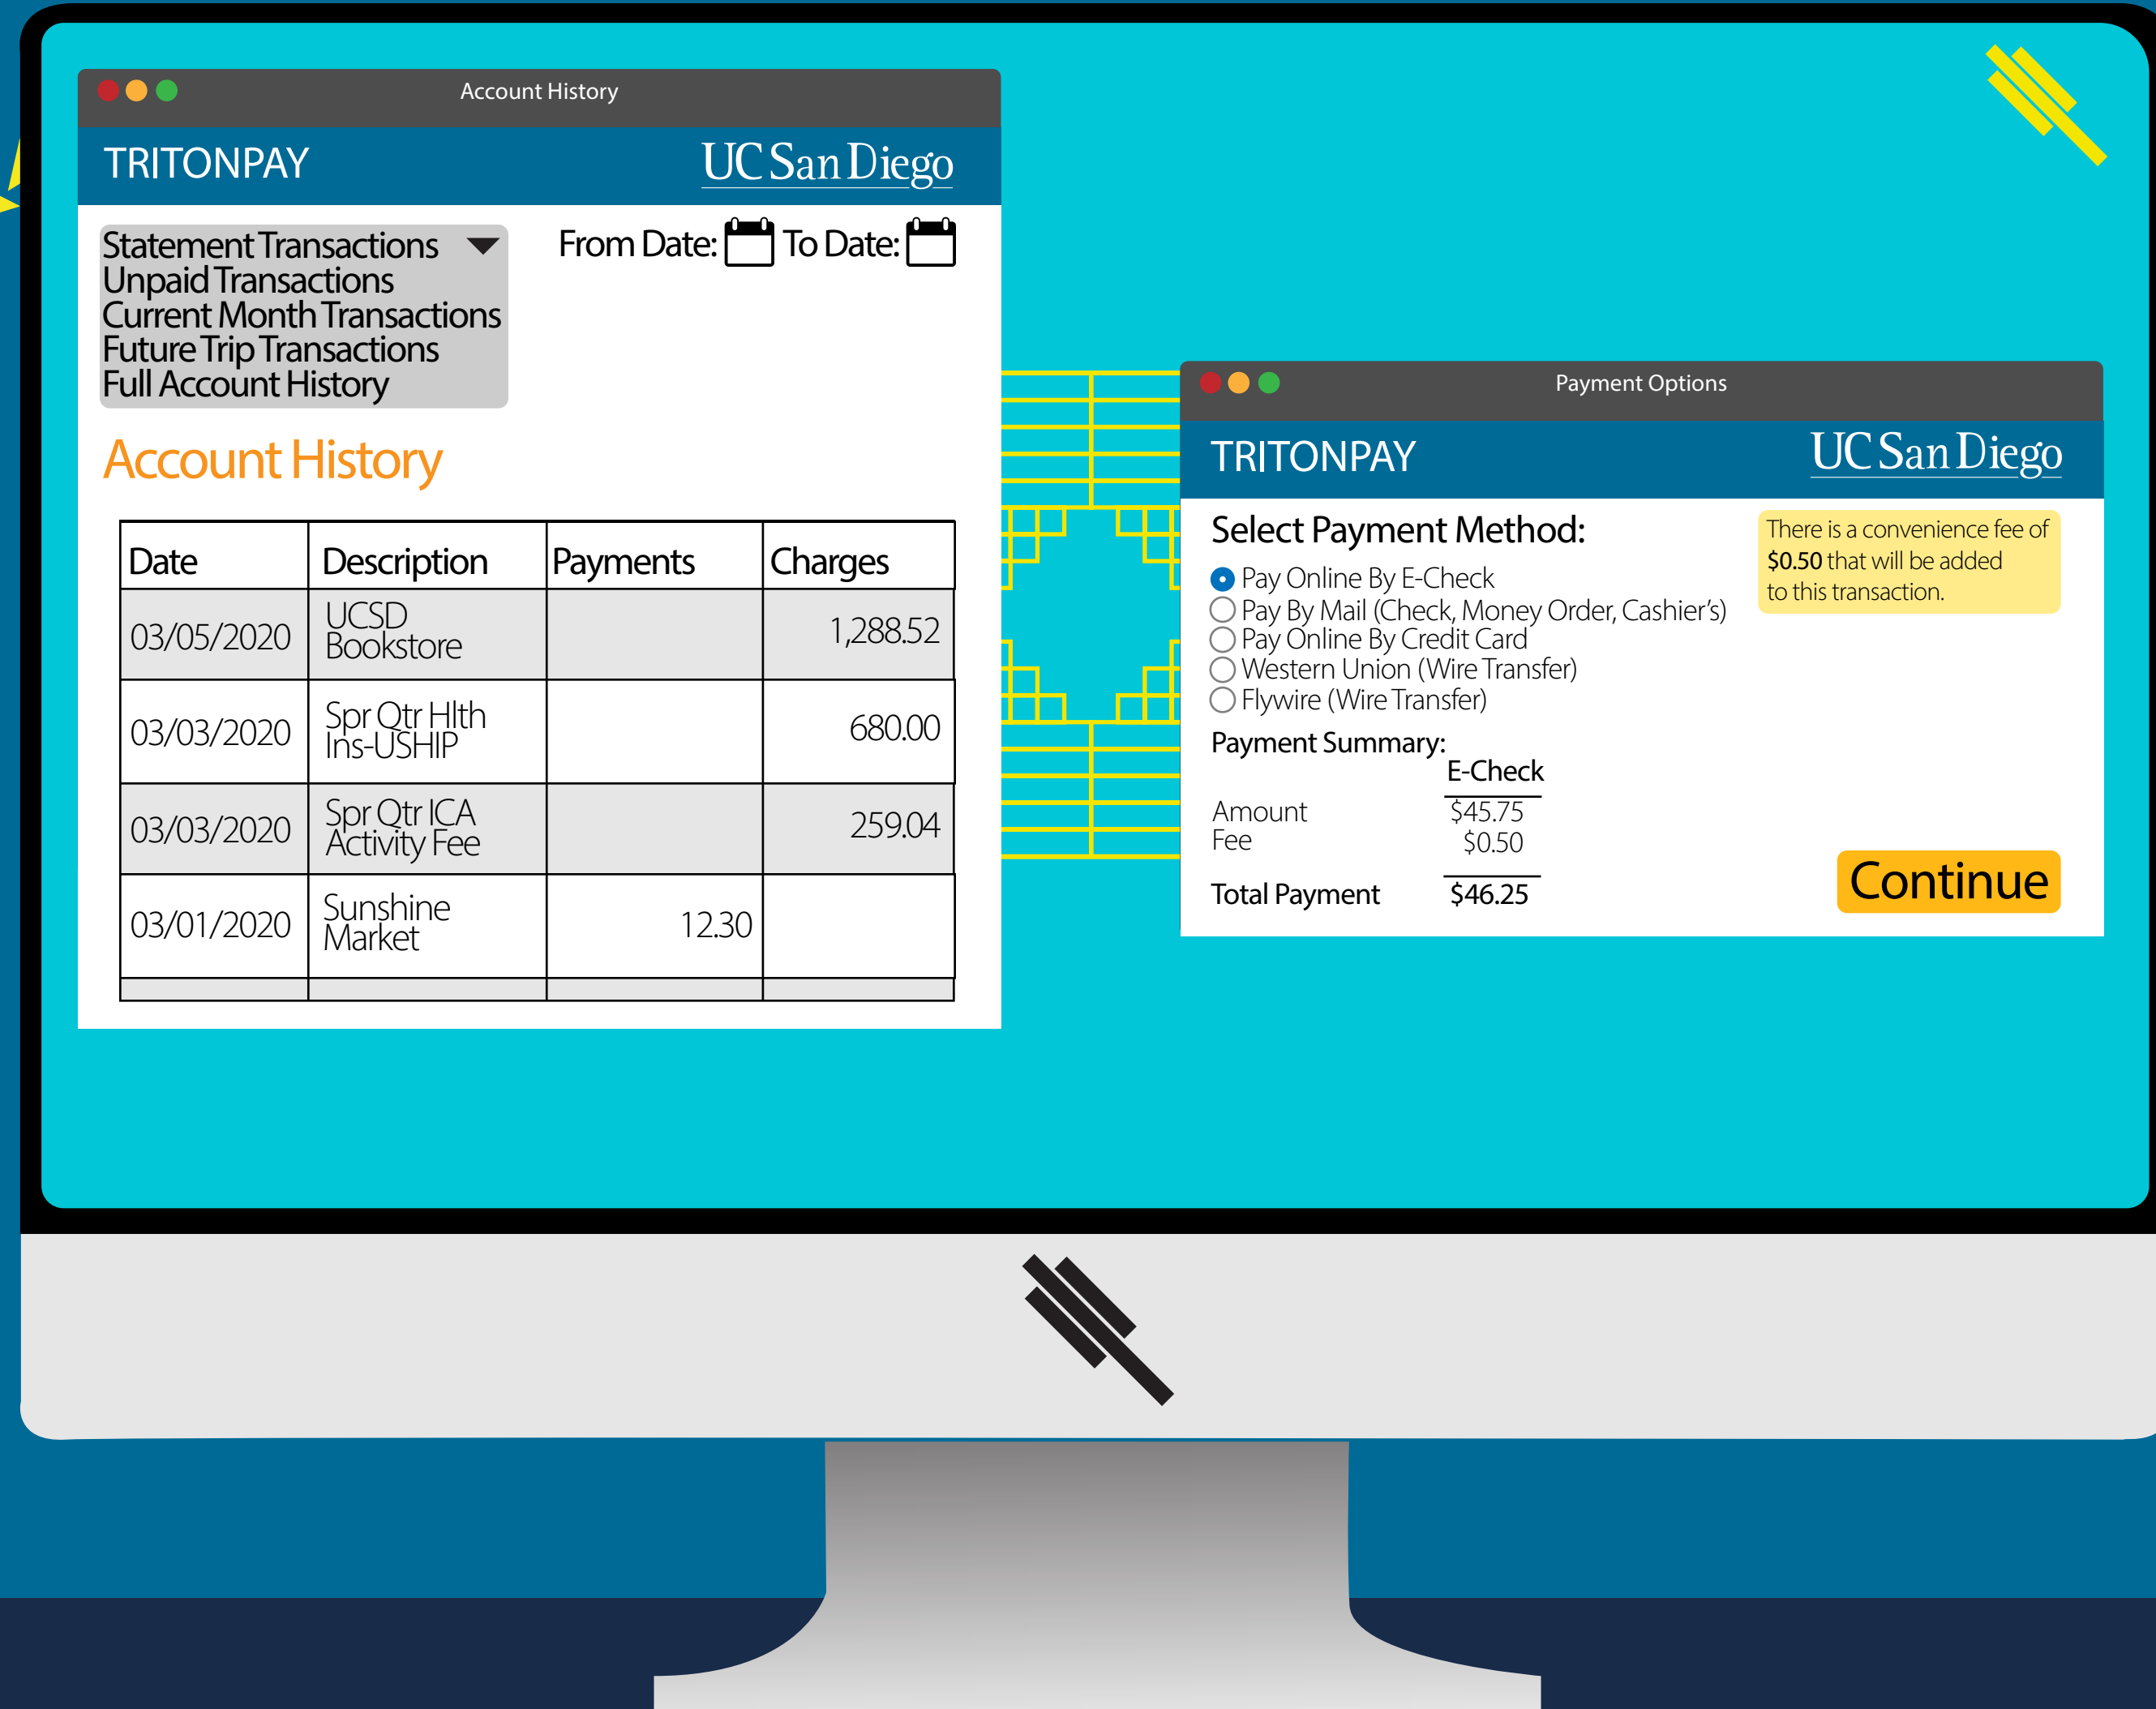 Account History
TRITONPAY
UC San Diego
Statement Transactions
Unpaid Transactions
Current Month Transactions
Future Trip Transactions
Full Account History
From Date: To Date:
Account History
Date Description Payments Charges
03/05/2020 UCSD Bookstore 1,288.52
03/03/2020 Spr Qtr Hlth Ins-USHIP 680.00
03/03/2020 Spr Qtr ICA Activity Fee 259.04
03/01/2020 Sunshine Market 12.30
Payment Options
TRITONPAY
UC San Diego
Select Payment Method:
Pay Online By E-Check
Pay By Mail (Check, Money Order, Cashier's)
Pay Online By Credit Card
Western Union (Wire Transfer)
Flywire (Wire Transfer)
There is a convenience fee of
$0.50 that will be added
to this transaction.
Payment Summary:
E-Check
Amount $45.75
Fee $0.50
Total Payment $46.25
Continue